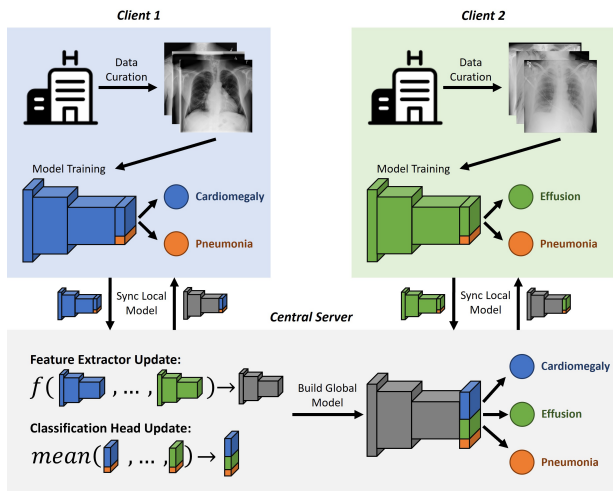 Client 1
Client 2
Data
Curation
Data
Curation
Model Training
Model Training
Cardiomegaly
Pneumonia
Effusion
Pneumonia
Sync Local
Model
Sync Local
Model
Central Server
Feature Extractor Update:
f( , ... , )→
Build Global
Model
Classification Head Update:
mean( , ... , )→
Cardiomegaly
Effusion
Pneumonia